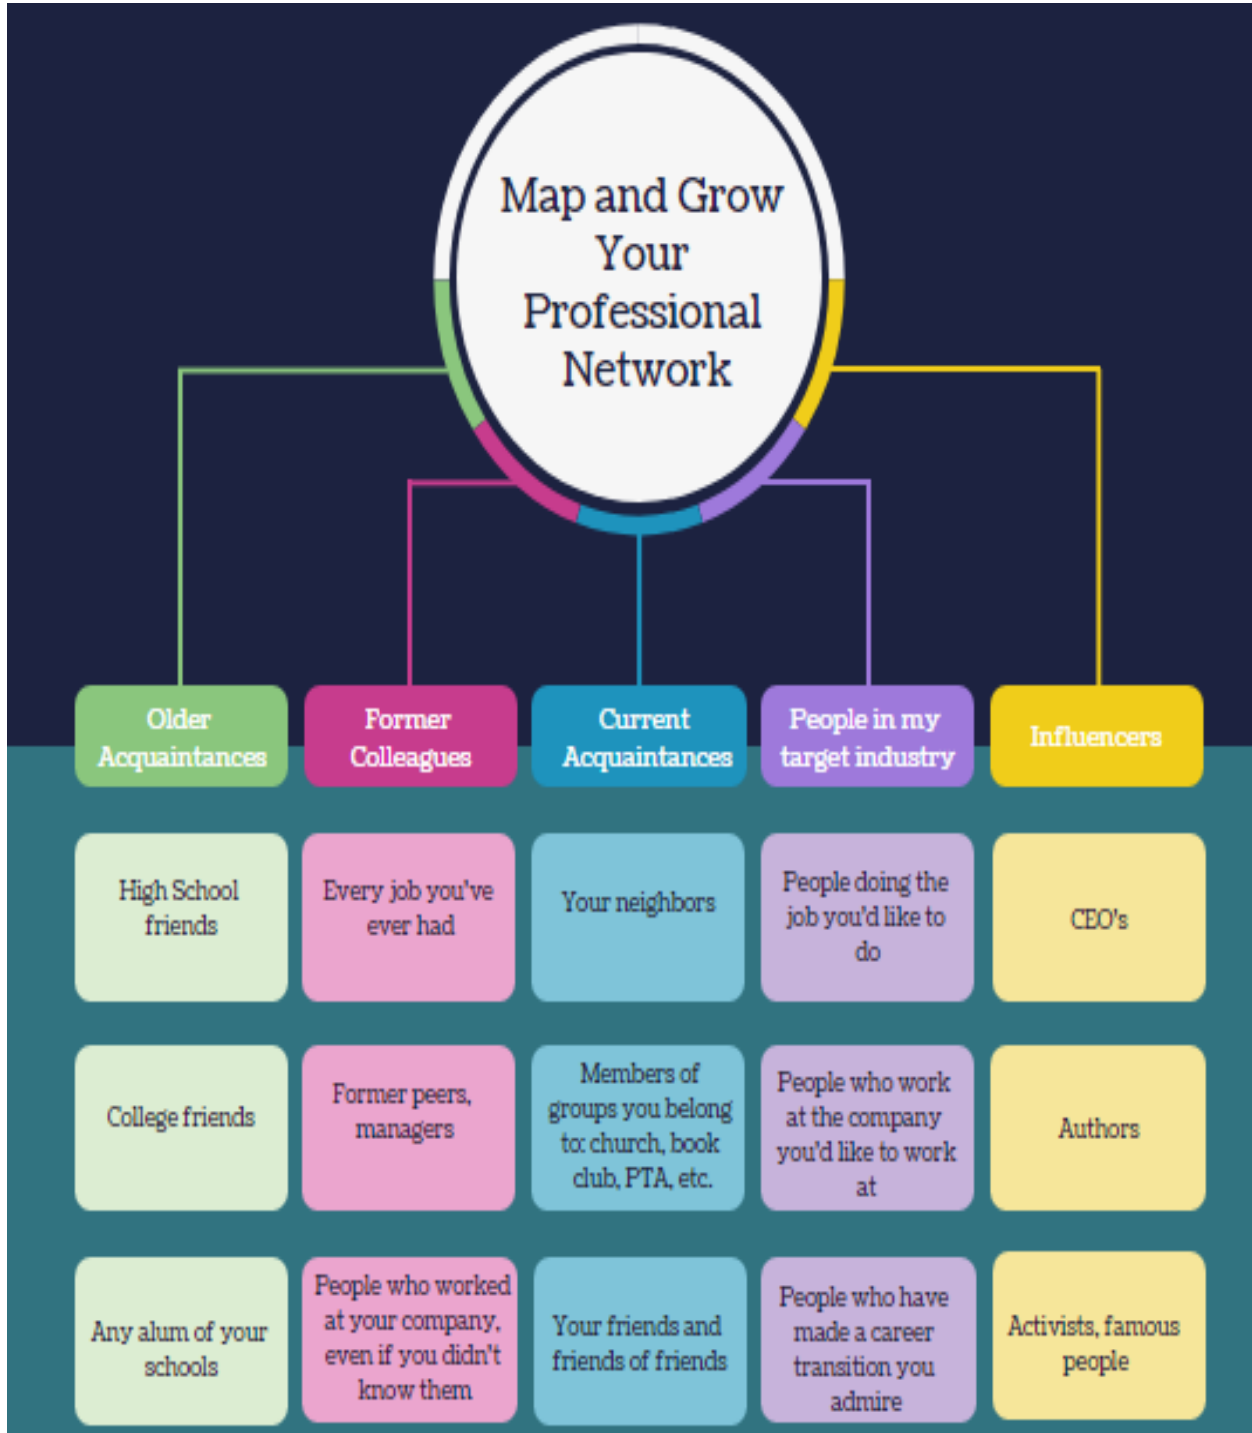 Map and Grow
Your
Professional
Network
Older
Acquaintances
Former
Colleagues
Current
Acquaintances
People in my
target industry
Influencers
High School
friends
Every job you've
ever had
Your neighbors
People doing the
job you'd like to
do
CEO's
College friends
Former peers,
managers
Members of
groups you belong
to: church, book
club, PTA, etc.
People who work
at the company
you'd like to work
at
Authors
Any alum of your
schools
People who worked
at your company,
even if you didn't
know them
Your friends and
friends of friends
People who have
made a career
transition you
admire
Activists, famous
people